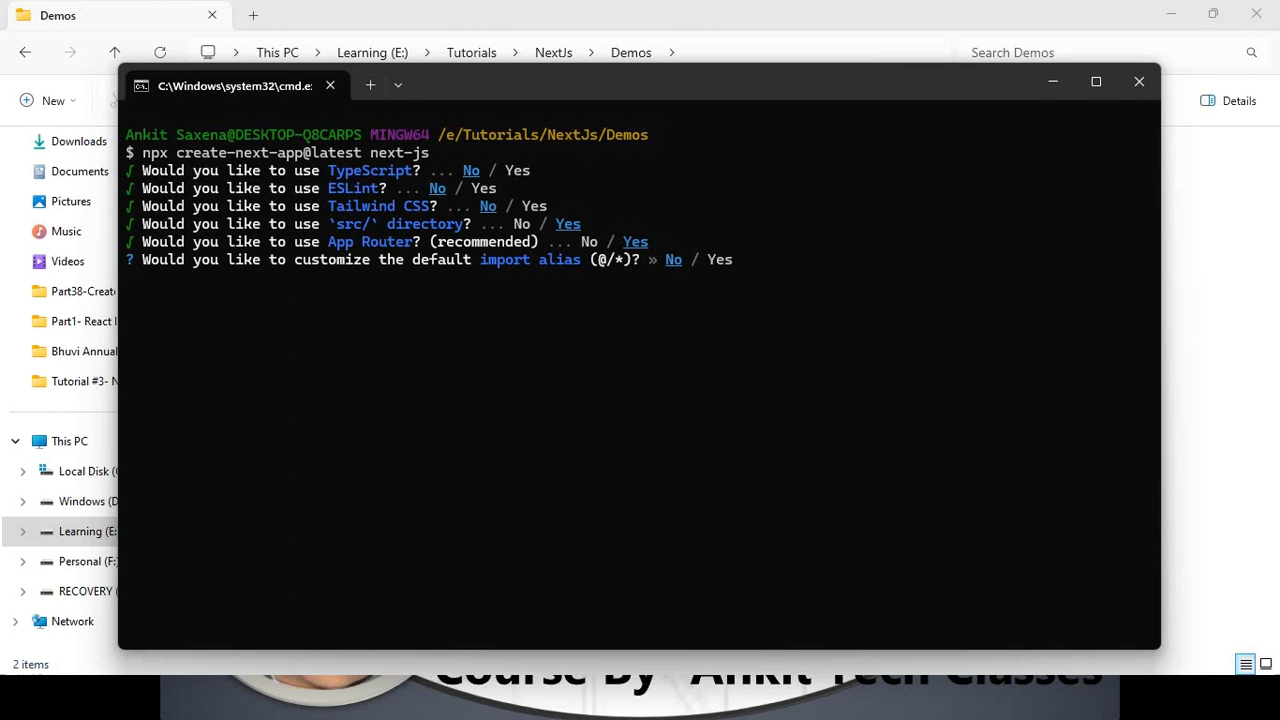 Demos
This PC
Learning (E:)
Tutorials
NextJs
Demos
Search Demos
New
Details
C:\Windows\system32\cmd.e:
Ankit Saxena@DESKTOP-Q8CARPS MINGW64 /e/Tutorials/NextJs/Demos
$ npx create-next-app@latest next-js
√ Would you like to use TypeScript? ... No / Yes
√ Would you like to use ESLint? ... No / Yes
√ Would you like to use Tailwind CSS? ... No / Yes
√ Would you like to use `src/` directory? ... No / Yes
√ Would you like to use App Router? (recommended) ... No / Yes
? Would you like to customize the default import alias (@/*)? » No / Yes
Downloads
Documents
Pictures
Music
Videos
Part38-Create
Part1- React I
Bhuvi Annual
Tutorial #3- N
This PC
Local Disk (C
Windows (D
Learning (E:
Personal (F:
RECOVERY (
Network
2 items
Course By Ankit Tech Classes